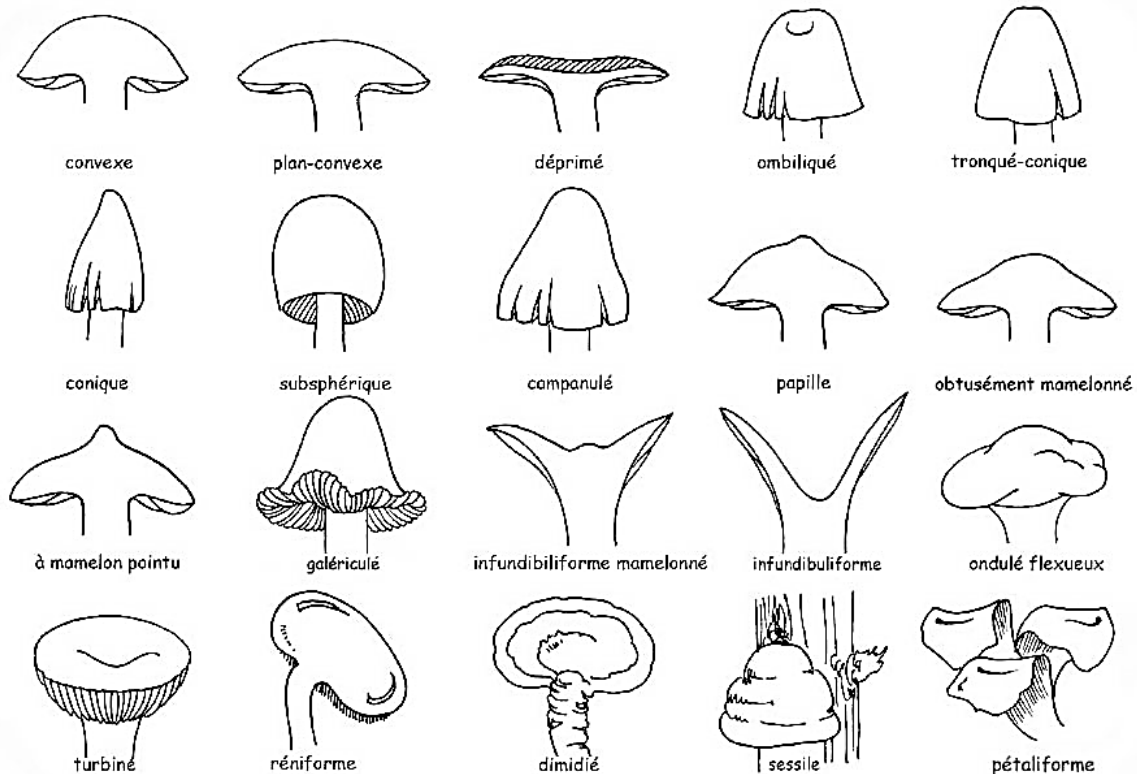 convexe
plan-convexe
déprimé
ombiliqué
tronqué-conique
conique
subsphérique
campanulé
papille
obtusément mamelonné
à mamelon pointu
galériculé
infundibiliforme mamelonné
infundibuliforme
ondulé flexueux
turbiné
réniforme
dimidié
sessile
pétaliforme